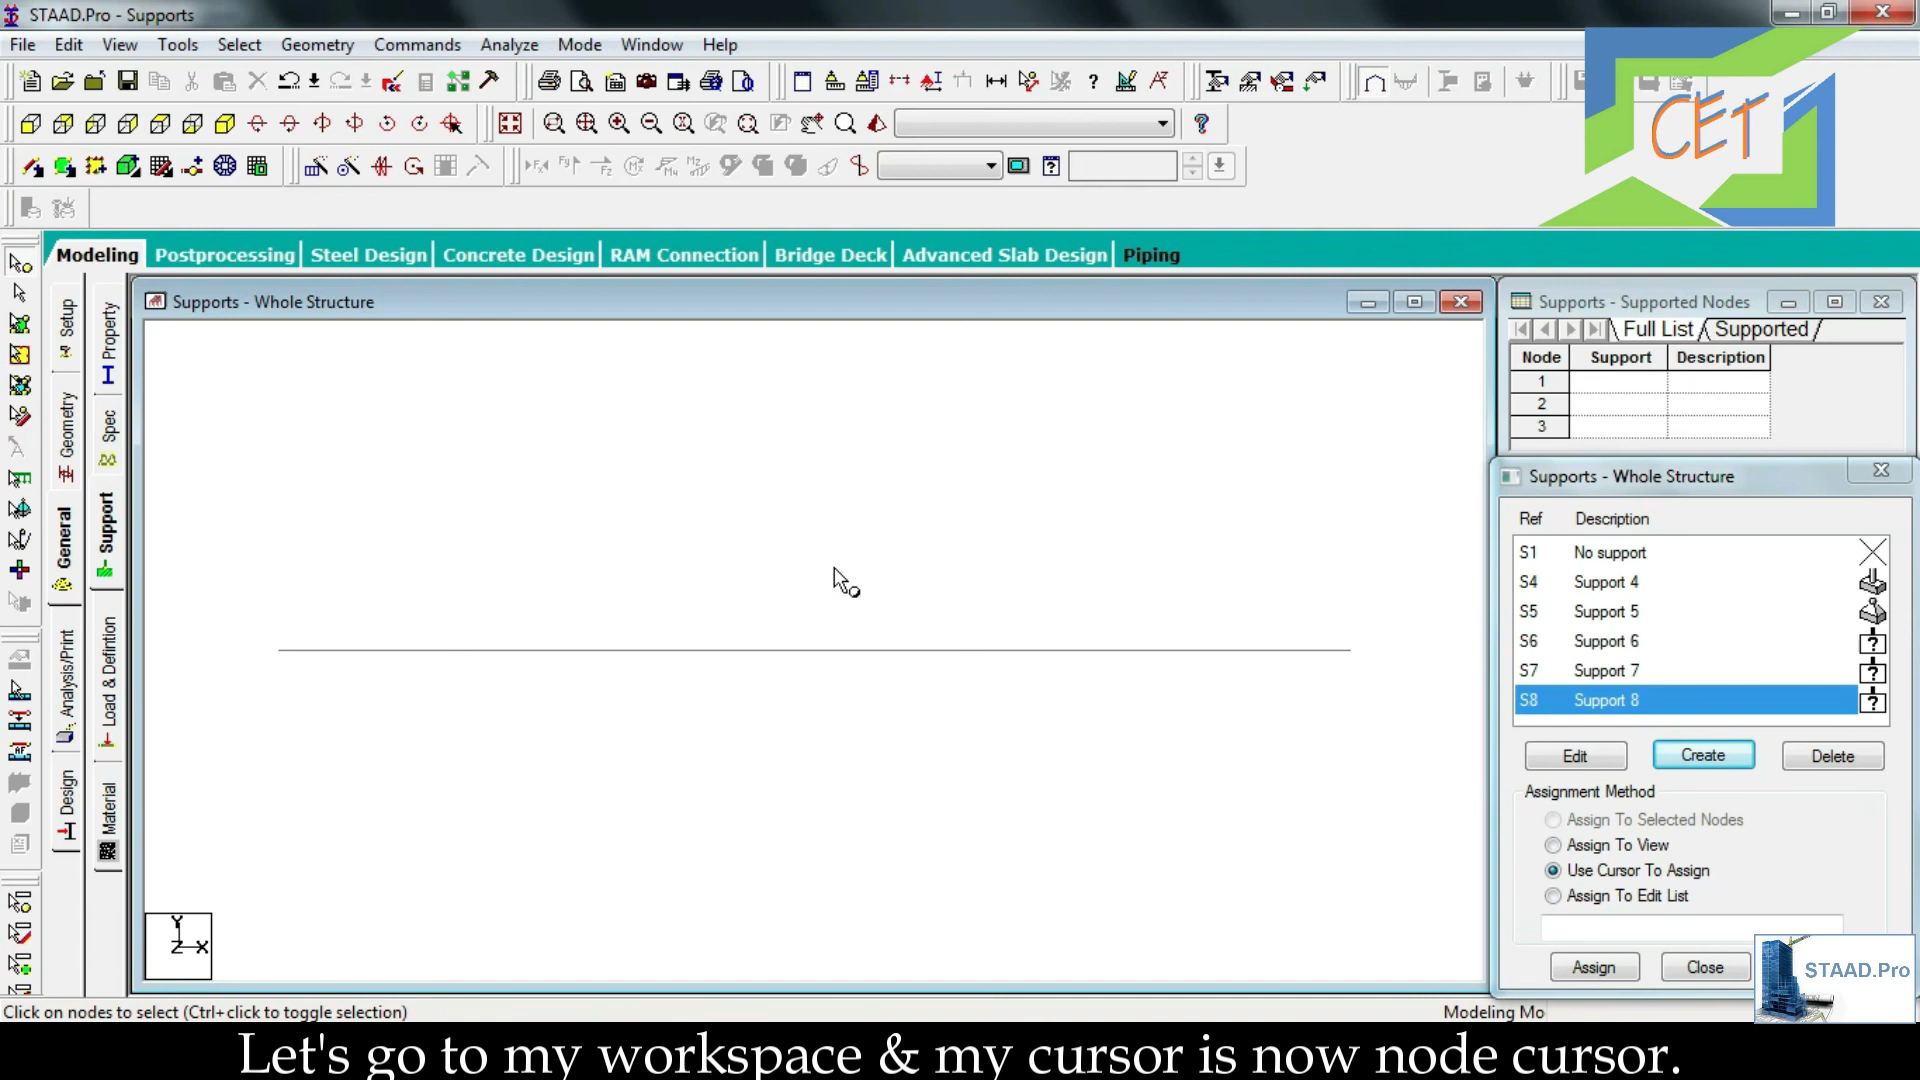 STAAD.Pro - Supports
File Edit View Tools Select Geometry Commands Analyze Mode Window Help
CET
Modeling Postprocessing Steel Design Concrete Design RAM Connection Bridge Deck Advanced Slab Design Piping
Setup
Geometry
General
Analysis/Print
Design
Property
Spec
Support
Load & Definition
Material
Supports - Whole Structure
Y
Z X
Supports - Supported Nodes
Full List Supported
Node Support Description
1
2
3
Supports - Whole Structure
Ref Description
S1 No support
S4 Support 4
S5 Support 5
S6 Support 6 ?
S7 Support 7 ?
S8 Support 8 ?
Edit Create Delete
Assignment Method
Assign To Selected Nodes
Assign To View
Use Cursor To Assign
Assign To Edit List
Assign Close
STAAD.Pro
Click on nodes to select (Ctrl+click to toggle selection)
Modeling Mo
Let's go to my workspace & my cursor is now node cursor.